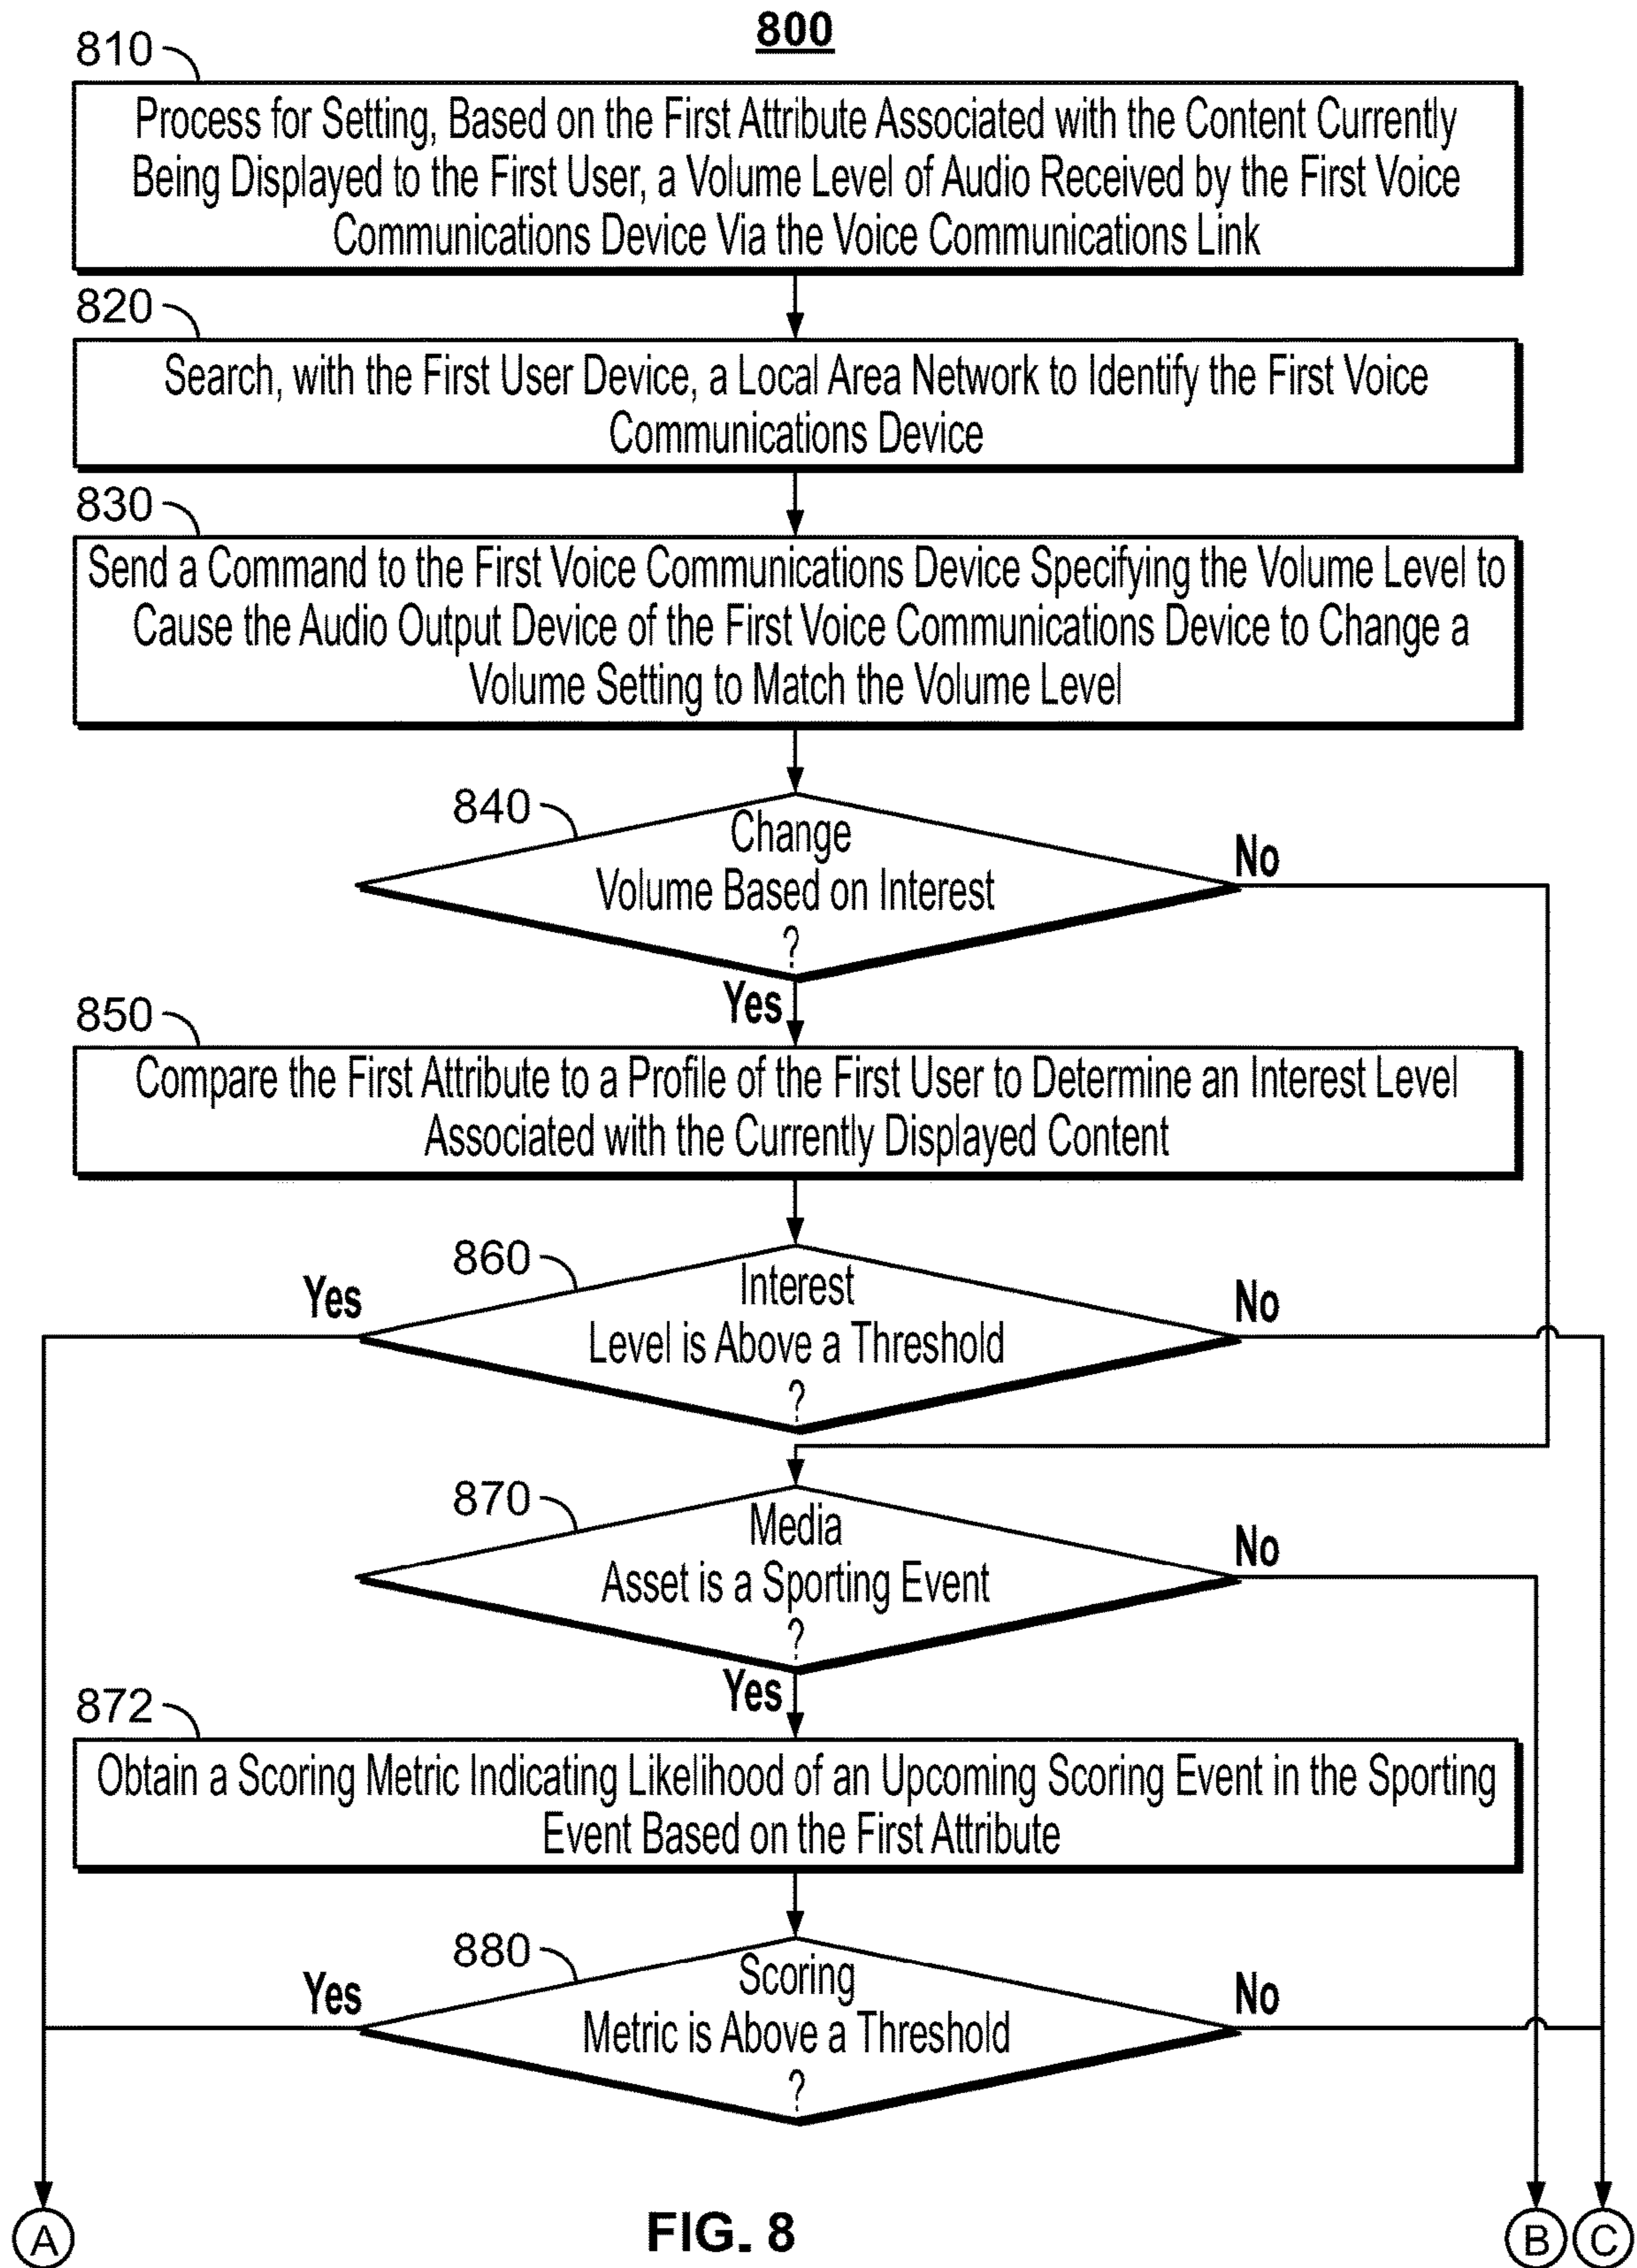 800
810
Process for Setting, Based on the First Attribute Associated with the Content Currently
Being Displayed to the First User, a Volume Level of Audio Received by the First Voice
Communications Device Via the Voice Communications Link
820
Search, with the First User Device, a Local Area Network to Identify the First Voice
Communications Device
830
Send a Command to the First Voice Communications Device Specifying the Volume Level to
Cause the Audio Output Device of the First Voice Communications Device to Change a
Volume Setting to Match the Volume Level
840
Change
Volume Based on Interest
?
No
Yes
850
Compare the First Attribute to a Profile of the First User to Determine an Interest Level
Associated with the Currently Displayed Content
860
Yes
Interest
Level is Above a Threshold
?
No
870
Media
Asset is a Sporting Event
?
No
Yes
872
Obtain a Scoring Metric Indicating Likelihood of an Upcoming Scoring Event in the Sporting
Event Based on the First Attribute
880
Yes
Scoring
Metric is Above a Threshold
?
No
A
FIG. 8
B
C